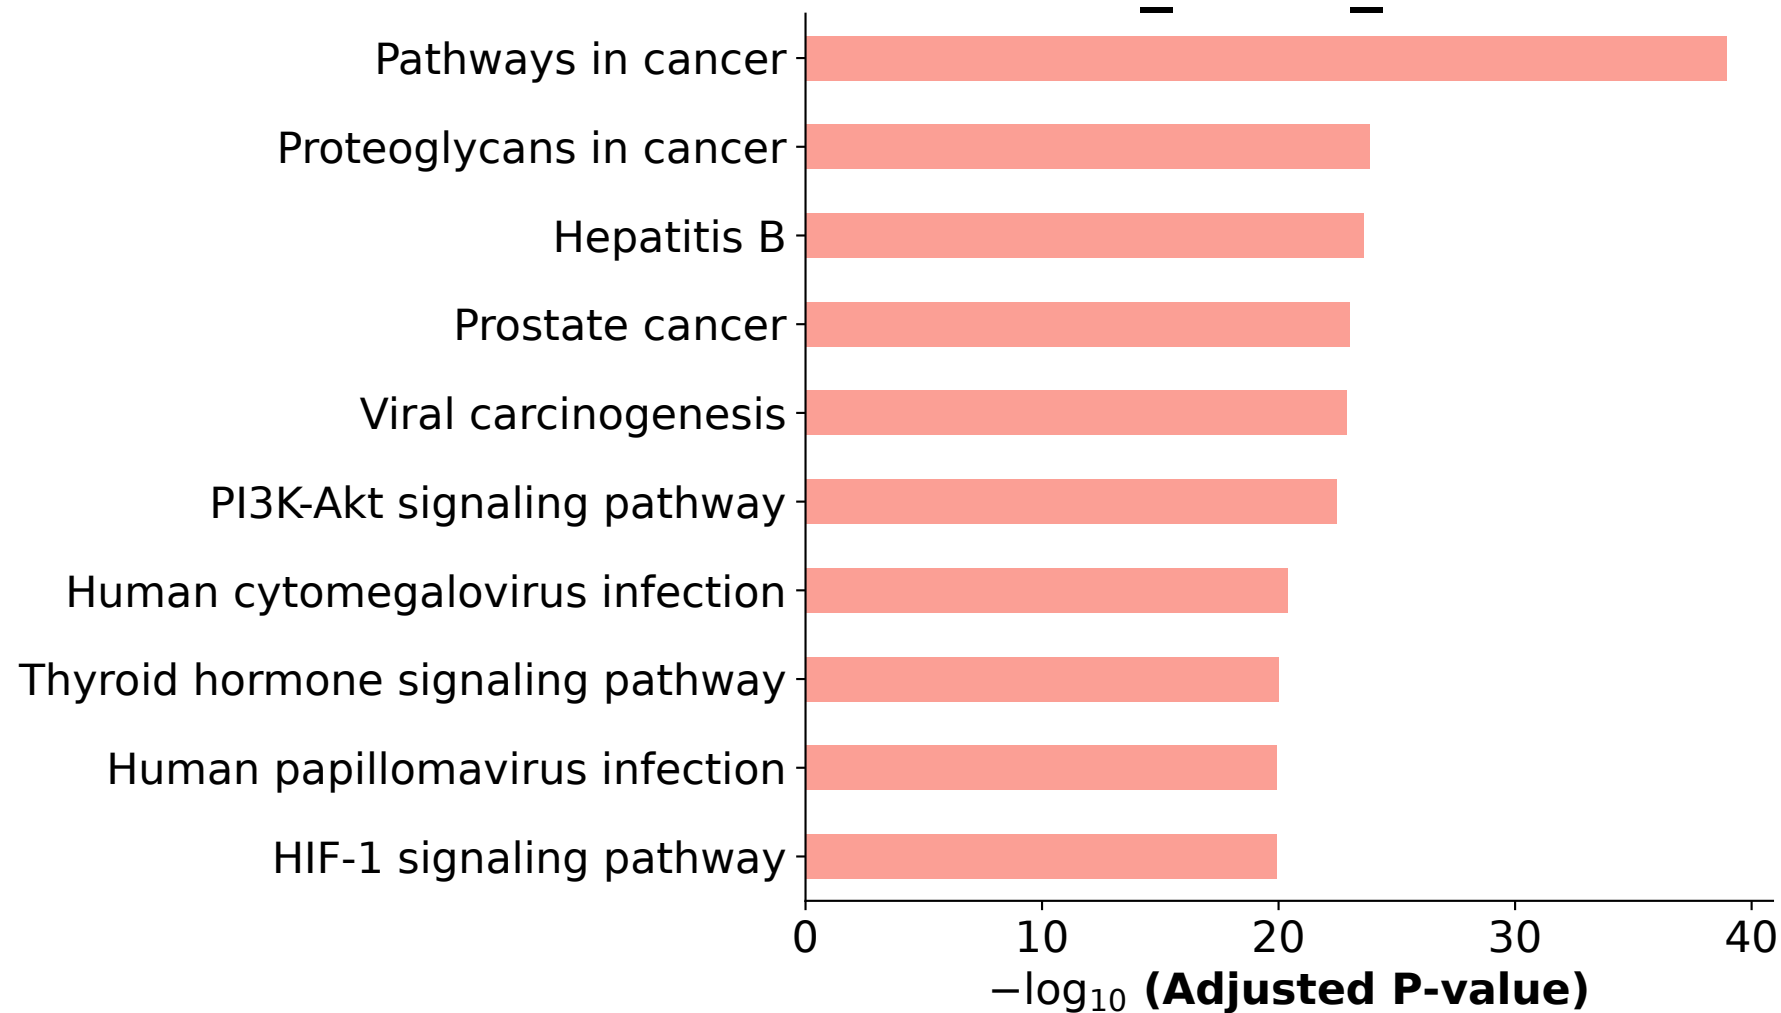 Pathways in cancer
Proteoglycans in cancer
Hepatitis B
Prostate cancer
Viral carcinogenesis
PI3K-Akt signaling pathway
Human cytomegalovirus infection
Thyroid hormone signaling pathway
Human papillomavirus infection
HIF-1 signaling pathway
0 10 20 30 40
−log₁₀ (Adjusted P-value)